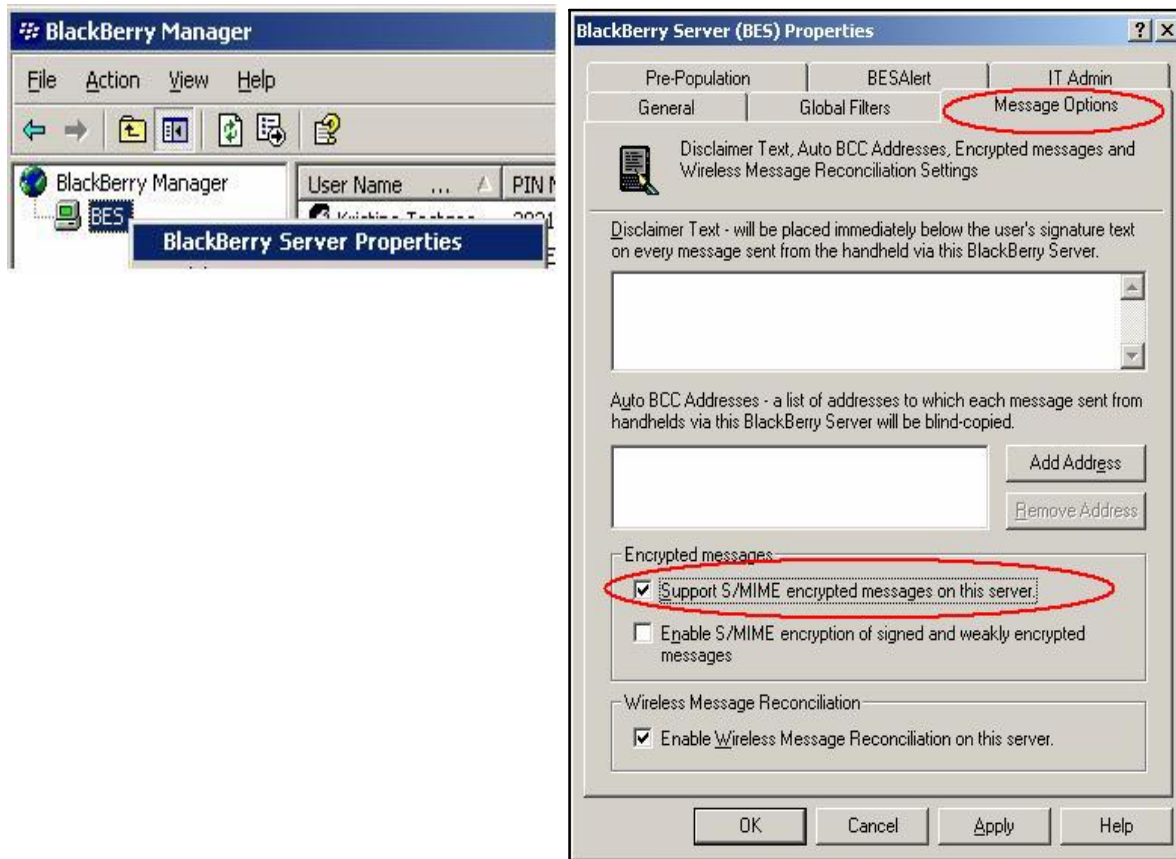 BlackBerry Manager
File Action View Help
BlackBerry Manager
User Name ...
BES
BlackBerry Server Properties
BlackBerry Server (BES) Properties
Pre-Population BESAlert IT Admin
General Global Filters Message Options
Disclaimer Text, Auto BCC Addresses, Encrypted messages and
Wireless Message Reconciliation Settings
Disclaimer Text - will be placed immediately below the user's signature text
on every message sent from the handheld via this BlackBerry Server.
Auto BCC Addresses - a list of addresses to which each message sent from
handhelds via this BlackBerry Server will be blind-copied.
Add Address
Remove Address
Encrypted messages
Support S/MIME encrypted messages on this server.
Enable S/MIME encryption of signed and weakly encrypted
messages
Wireless Message Reconciliation
Enable Wireless Message Reconciliation on this server.
OK Cancel Apply Help